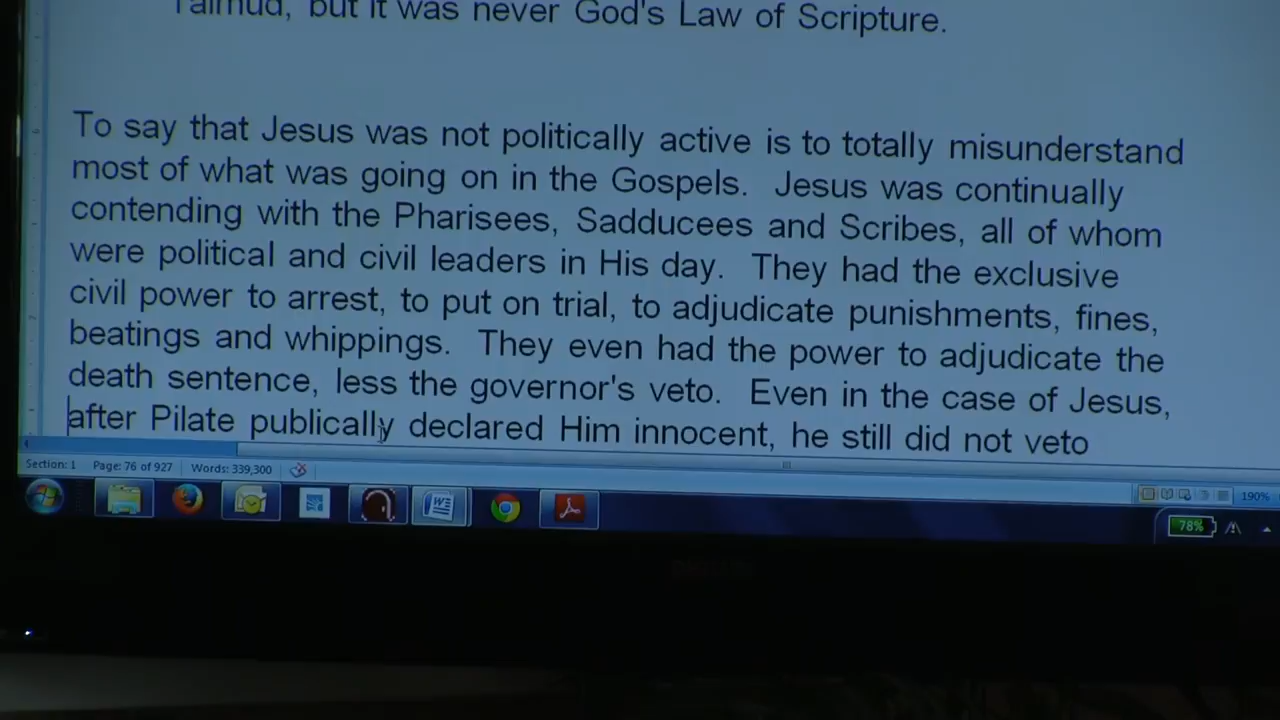 Talmud, but it was never God's Law of Scripture.
To say that Jesus was not politically active is to totally misunderstand
most of what was going on in the Gospels. Jesus was continually
contending with the Pharisees, Sadducees and Scribes, all of whom
were political and civil leaders in His day. They had the exclusive
civil power to arrest, to put on trial, to adjudicate punishments, fines,
beatings and whippings. They even had the power to adjudicate the
death sentence, less the governor's veto. Even in the case of Jesus,
after Pilate publically declared Him innocent, he still did not veto
Section: 1 Page: 76 of 927 Words: 339,300 190%
78%